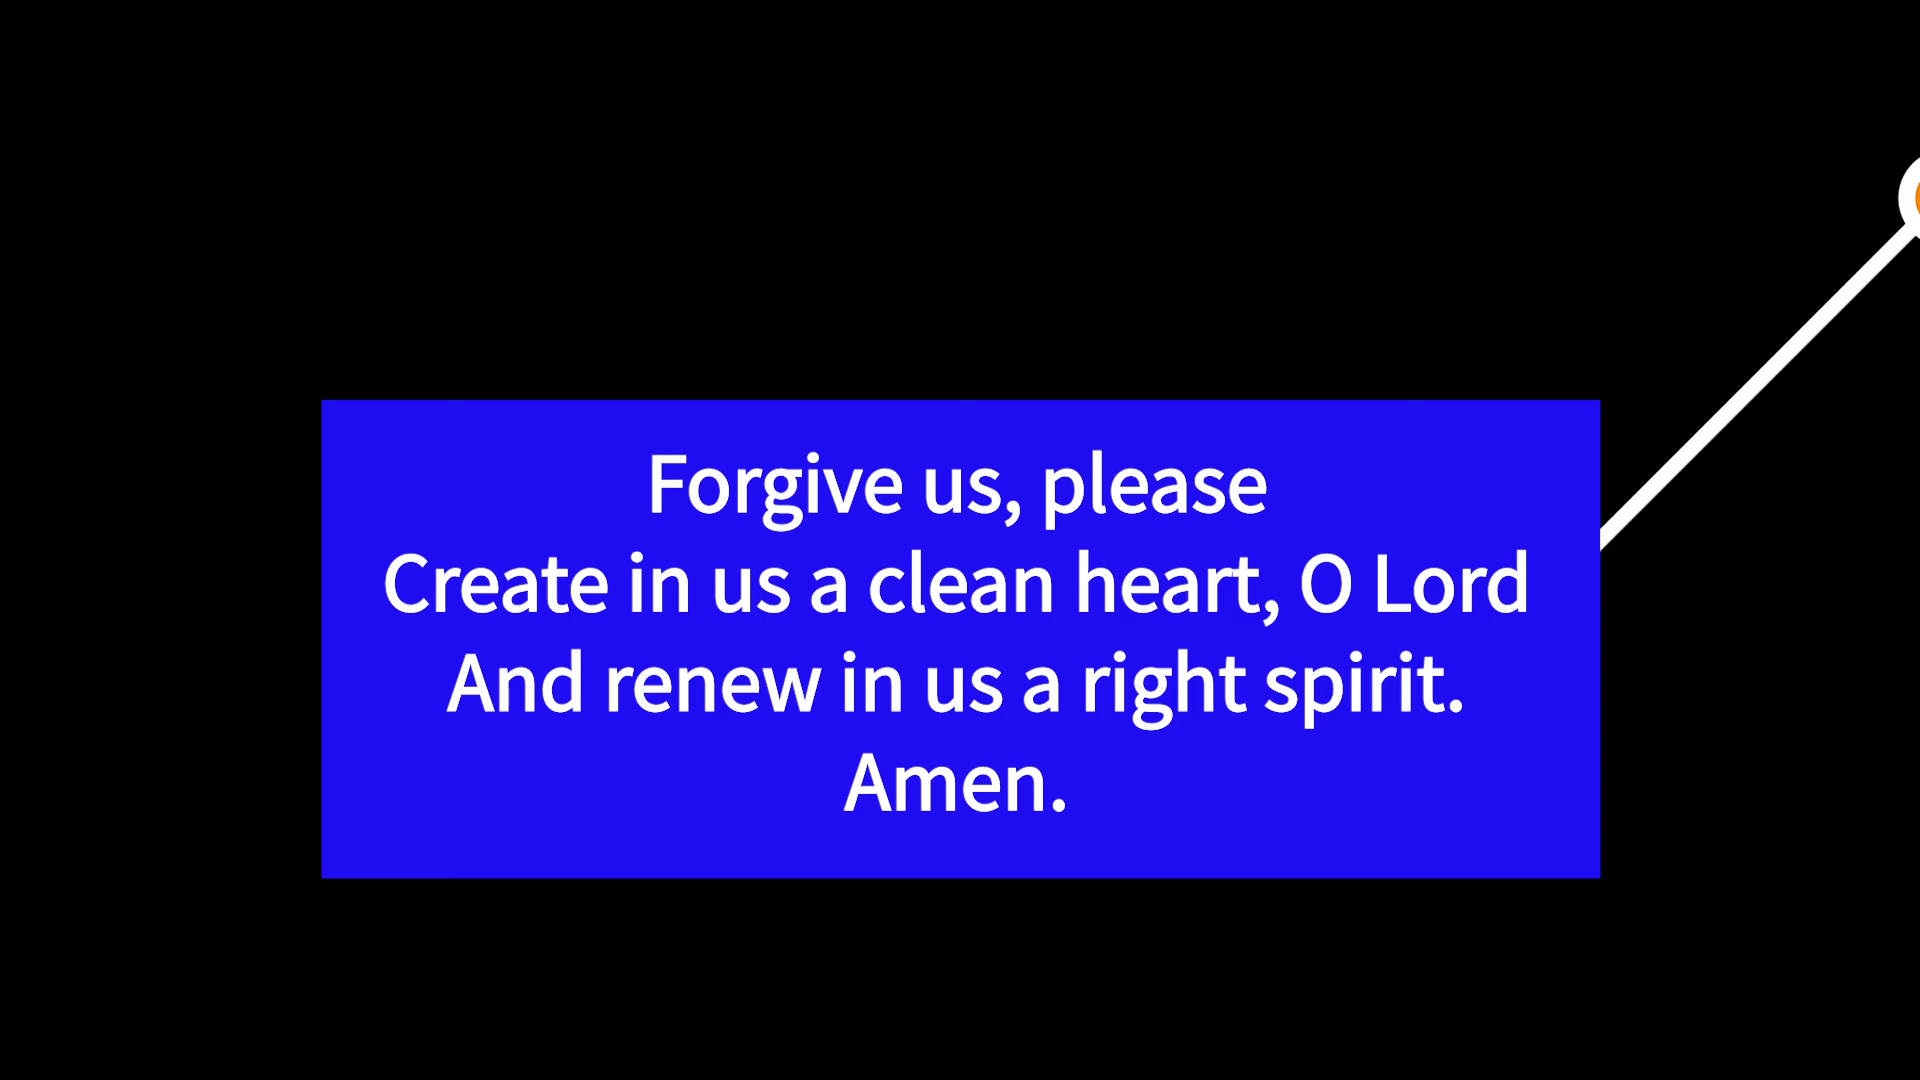 Forgive us, please
Create in us a clean heart, O Lord
And renew in us a right spirit.
Amen.